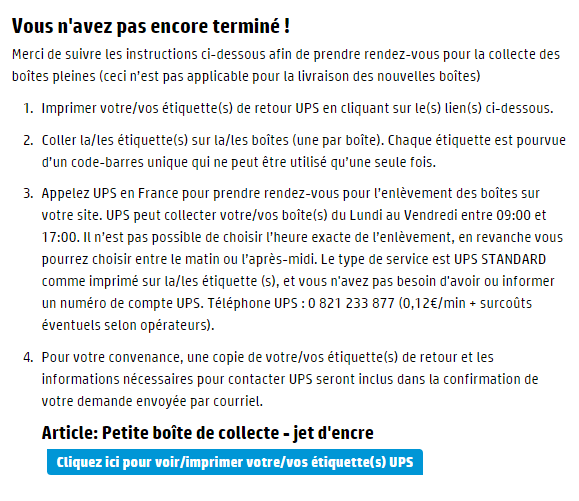 Vous n'avez pas encore terminé !
Merci de suivre les instructions ci-dessous afin de prendre rendez-vous pour la collecte des
boîtes pleines (ceci n'est pas applicable pour la livraison des nouvelles boîtes)
1. Imprimer votre/vos étiquette(s) de retour UPS en cliquant sur le(s) lien(s) ci-dessous.
2. Coller la/les étiquette(s) sur la/les boîtes (une par boîte). Chaque étiquette est pourvue
d'un code-barres unique qui ne peut être utilisé qu'une seule fois.
3. Appelez UPS en France pour prendre rendez-vous pour l'enlèvement des boîtes sur
votre site. UPS peut collecter votre/vos boîte(s) du Lundi au Vendredi entre 09:00 et
17:00. Il n'est pas possible de choisir l'heure exacte de l'enlèvement, en revanche vous
pourrez choisir entre le matin ou l'après-midi. Le type de service est UPS STANDARD
comme imprimé sur la/les étiquette (s), et vous n'avez pas besoin d'avoir ou informer
un numéro de compte UPS. Téléphone UPS : 0 821 233 877 (0,12€/min + surcoûts
éventuels selon opérateurs).
4. Pour votre convenance, une copie de votre/vos étiquette(s) de retour et les
informations nécessaires pour contacter UPS seront inclus dans la confirmation de
votre demande envoyée par courriel.
Article: Petite boîte de collecte - jet d'encre
Cliquez ici pour voir/imprimer votre/vos étiquette(s) UPS